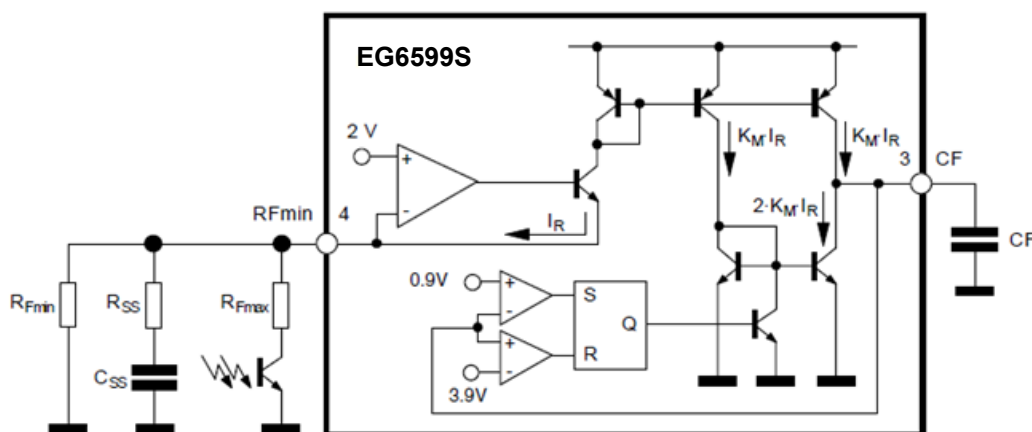 EG6599S
2 V
+
-
K_M·I_R
K_M·I_R
3
CF
RFmin
4
I_R
2·K_M·I_R
CF
R_Fmin
R_SS
R_Fmax
C_SS
0.9V
+
-
S
Q
+
-
R
3.9V